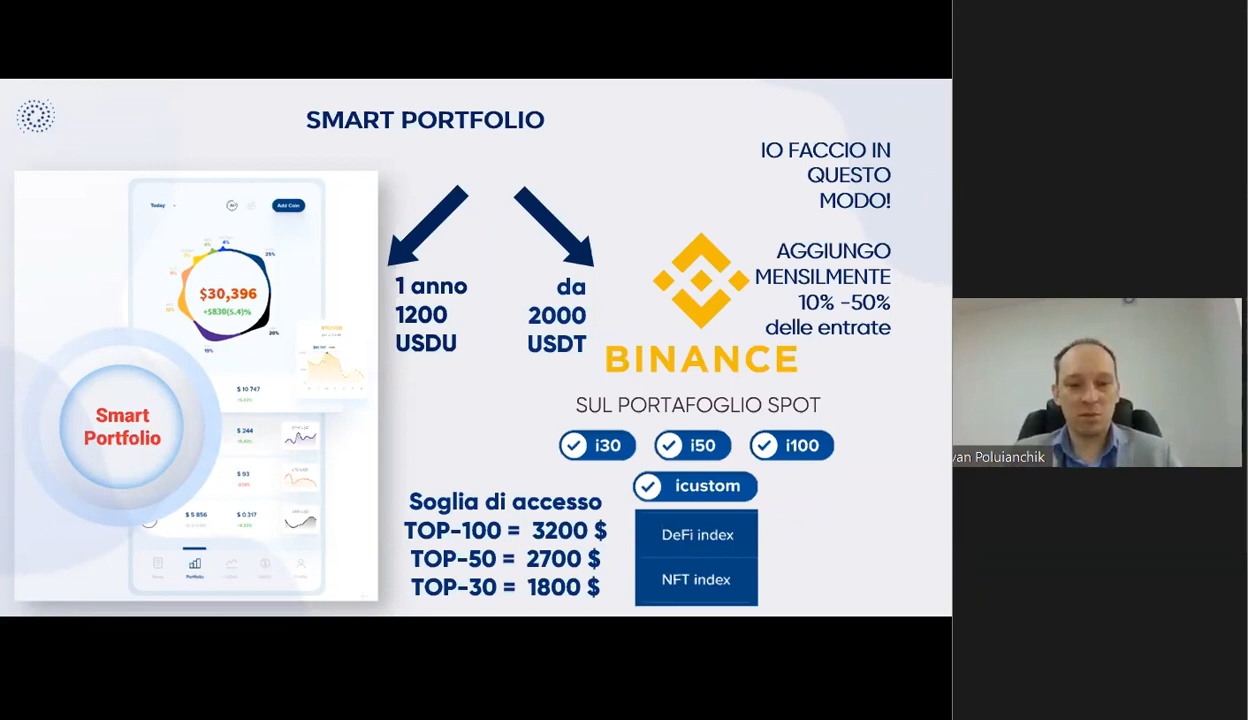 SMART PORTFOLIO
IO FACCIO IN
QUESTO
MODO!
AGGIUNGO
MENSILMENTE
10% -50%
delle entrate
1 anno
1200
USDU
da
2000
USDT
BINANCE
SUL PORTAFOGLIO SPOT
i30
i50
i100
icustom
DeFi index
NFT index
Soglia di accesso
TOP-100 = 3200 $
TOP-50 = 2700 $
TOP-30 = 1800 $
Today
Add Coin
$30,396
+$830(5.4)%
25%
20%
15%
$ 10 747
$ 244
$ 93
$ 5 856
$ 0.317
Portfolio
Smart
Portfolio
van Poluianchik